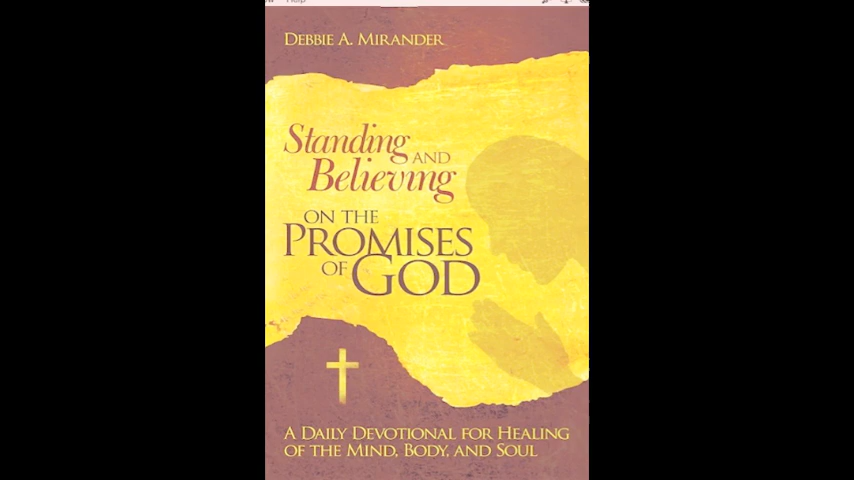 Help
DEBBIE A. MIRANDER
Standing
AND
Believing
ON THE
PROMISES
OF GOD
A DAILY DEVOTIONAL FOR HEALING
OF THE MIND, BODY, AND SOUL